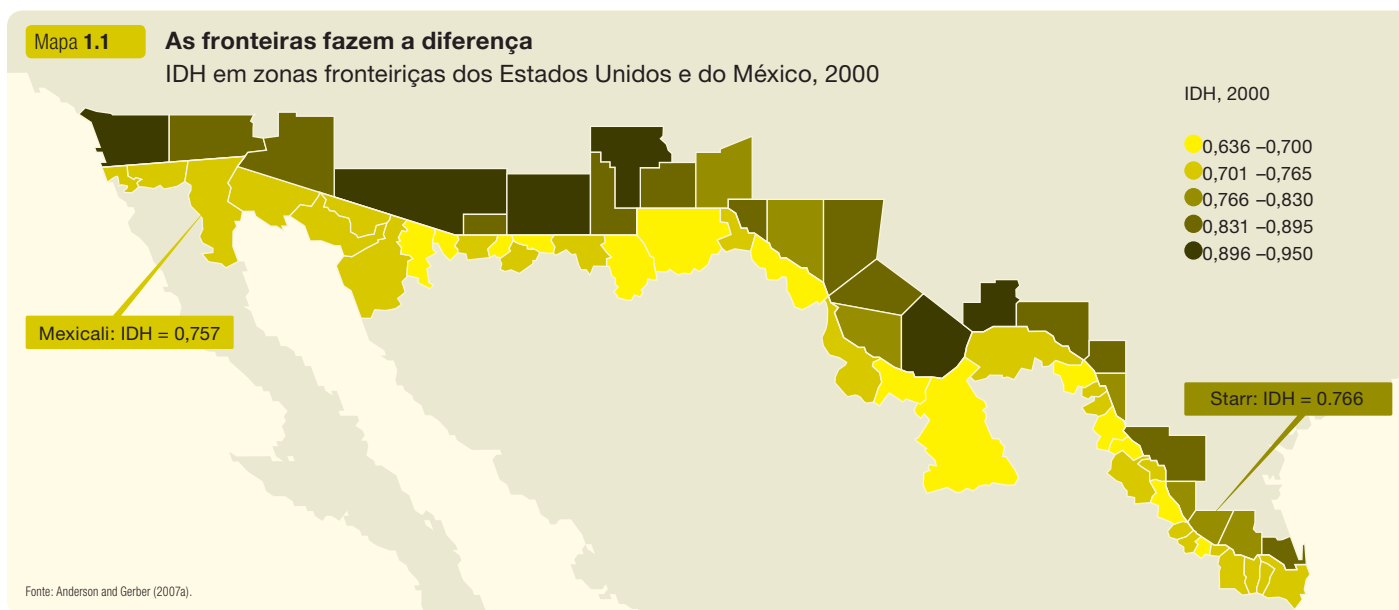 Mapa 1.1
As fronteiras fazem a diferença
IDH em zonas fronteiriças dos Estados Unidos e do México, 2000
IDH, 2000
0,636 –0,700
0,701 –0,765
0,766 –0,830
0,831 –0,895
0,896 –0,950
Mexicali: IDH = 0,757
Starr: IDH = 0.766
Fonte: Anderson and Gerber (2007a).